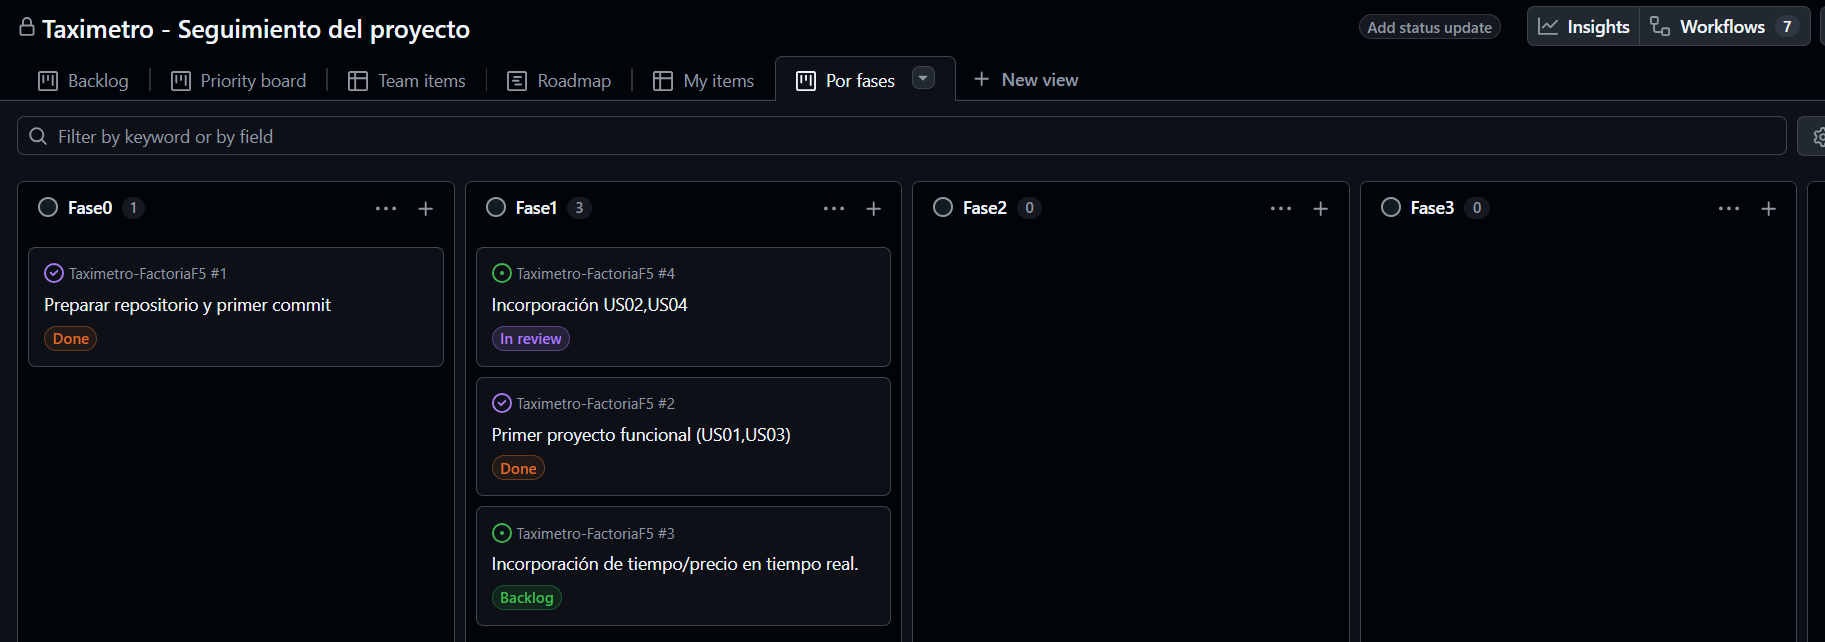 Taximetro - Seguimiento del proyecto
Add status update
Insights
Workflows 7
Backlog
Priority board
Team items
Roadmap
My items
Por fases
New view
Filter by keyword or by field
Fase0 1
Taximetro-FactoriaF5 #1
Preparar repositorio y primer commit
Done
Fase1 3
Taximetro-FactoriaF5 #4
Incorporación US02,US04
In review
Taximetro-FactoriaF5 #2
Primer proyecto funcional (US01,US03)
Done
Taximetro-FactoriaF5 #3
Incorporación de tiempo/precio en tiempo real.
Backlog
Fase2 0
Fase3 0